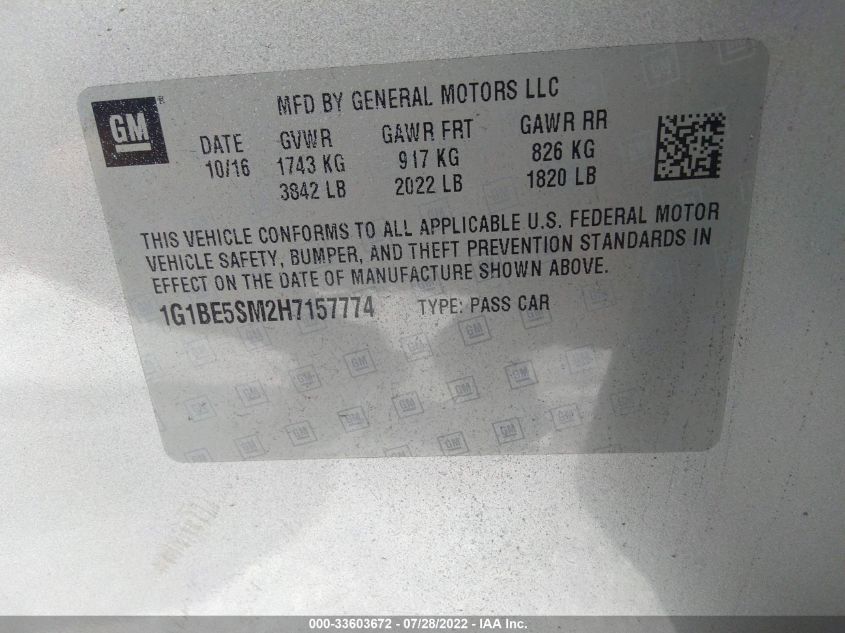 GM ®
MFD BY GENERAL MOTORS LLC
DATE GVWR GAWR FRT GAWR RR
10/16 1743 KG 917 KG 826 KG
3842 LB 2022 LB 1820 LB
THIS VEHICLE CONFORMS TO ALL APPLICABLE U.S. FEDERAL MOTOR
VEHICLE SAFETY, BUMPER, AND THEFT PREVENTION STANDARDS IN
EFFECT ON THE DATE OF MANUFACTURE SHOWN ABOVE.
1G1BE5SM2H7157774 TYPE: PASS CAR
000-33603672 - 07/28/2022 - IAA Inc.